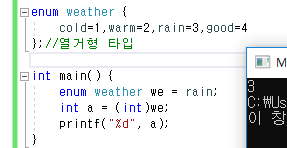 enum weather {
cold=1,warm=2,rain=3,good=4
};//열거형 타입
int main() {
enum weather we = rain;
int a = (int)we;
printf("%d", a);
}
M
3
C:\Us
이 창